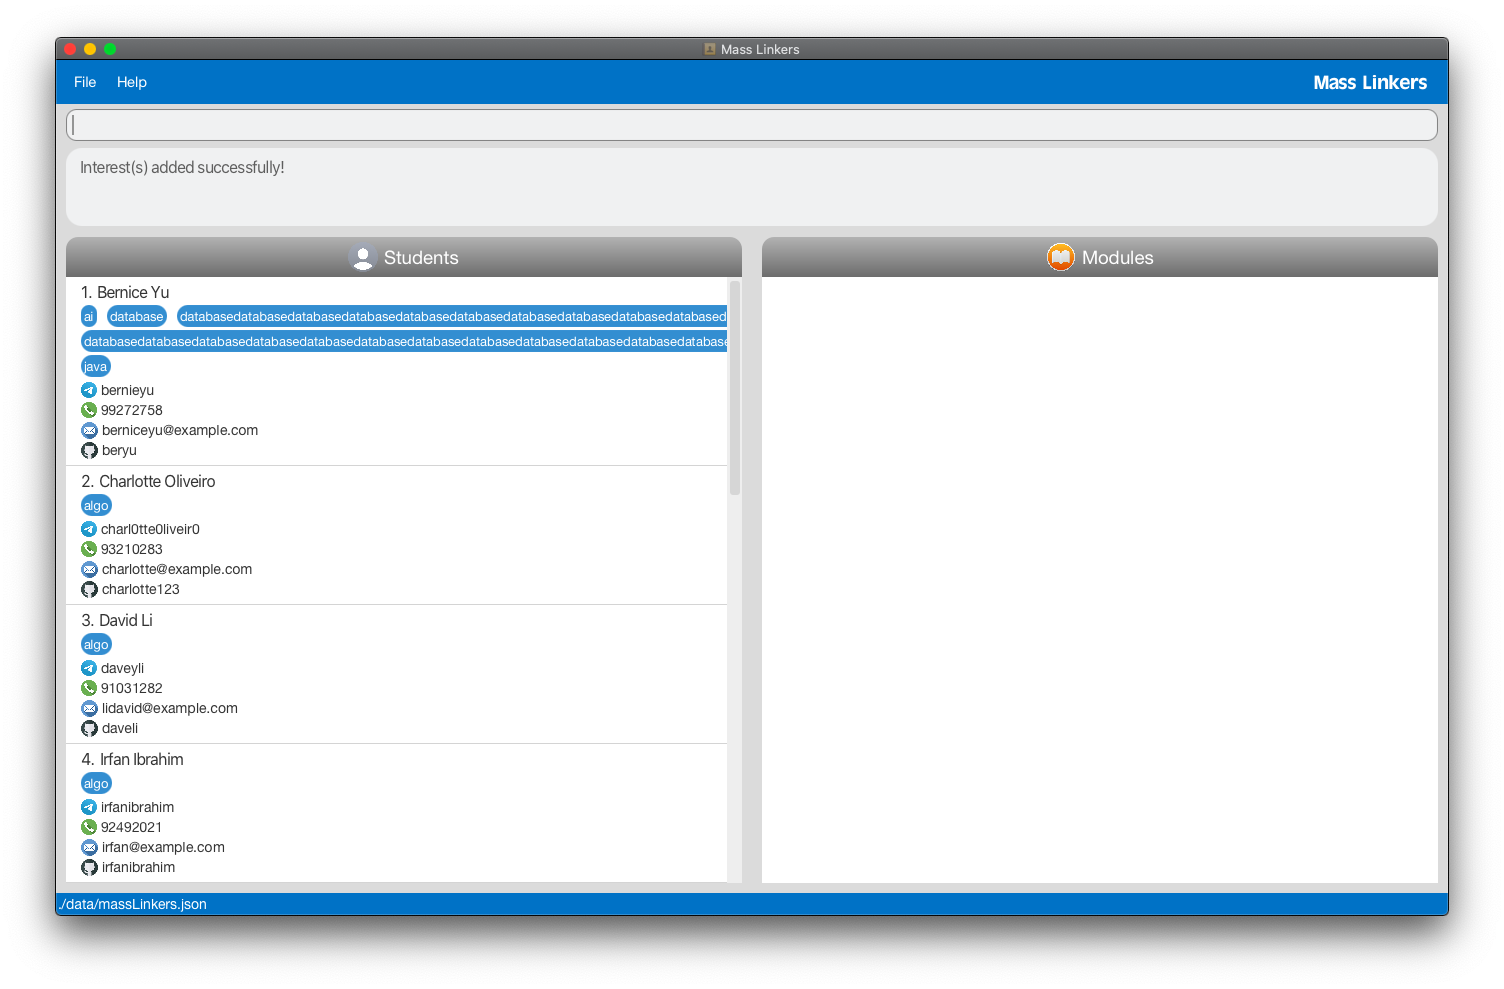 Mass Linkers
File Help Mass Linkers
Interest(s) added successfully!
Students
1. Bernice Yu
ai database databasedatabasedatabasedatabasedatabasedatabasedatabasedatabasedatabasedatabased
databasedatabasedatabasedatabasedatabasedatabasedatabasedatabasedatabasedatabasedatabasedatabase
java
bernieyu
99272758
berniceyu@example.com
beryu
2. Charlotte Oliveiro
algo
charl0tte0liveir0
93210283
charlotte@example.com
charlotte123
3. David Li
algo
daveyli
91031282
lidavid@example.com
daveli
4. Irfan Ibrahim
algo
irfanibrahim
92492021
irfan@example.com
irfanibrahim
Modules
./data/massLinkers.json